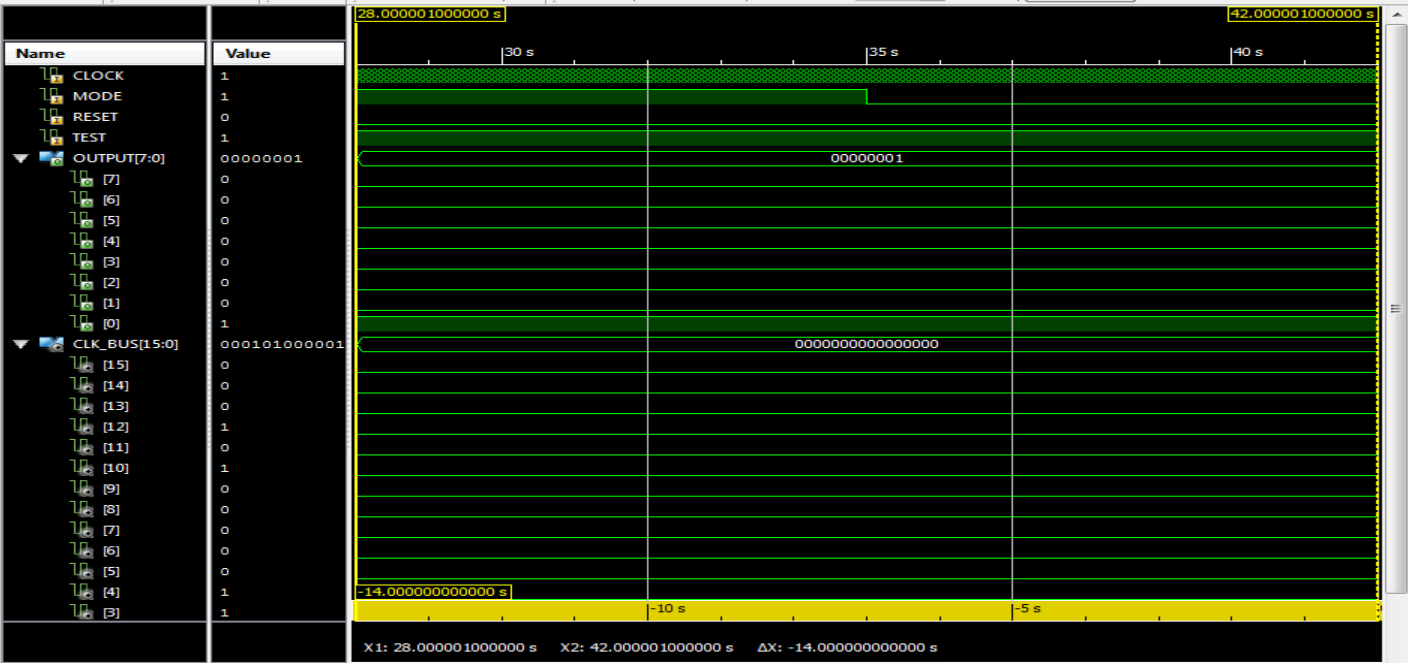 28.000001000000 s 42.000001000000 s
Name Value
30 s 35 s 40 s
CLOCK 1
MODE 1
RESET 0
TEST 1
OUTPUT[7:0] 00000001 00000001
[7] 0
[6] 0
[5] 0
[4] 0
[3] 0
[2] 0
[1] 0
[0] 1
CLK_BUS[15:0] 000101000001 0000000000000000
[15] 0
[14] 0
[13] 0
[12] 1
[11] 0
[10] 1
[9] 0
[8] 0
[7] 0
[6] 0
[5] 0
[4] 1 -14.000000000000 s
[3] 1 -10 s -5 s
X1: 28.000001000000 s X2: 42.000001000000 s ΔX: -14.000000000000 s